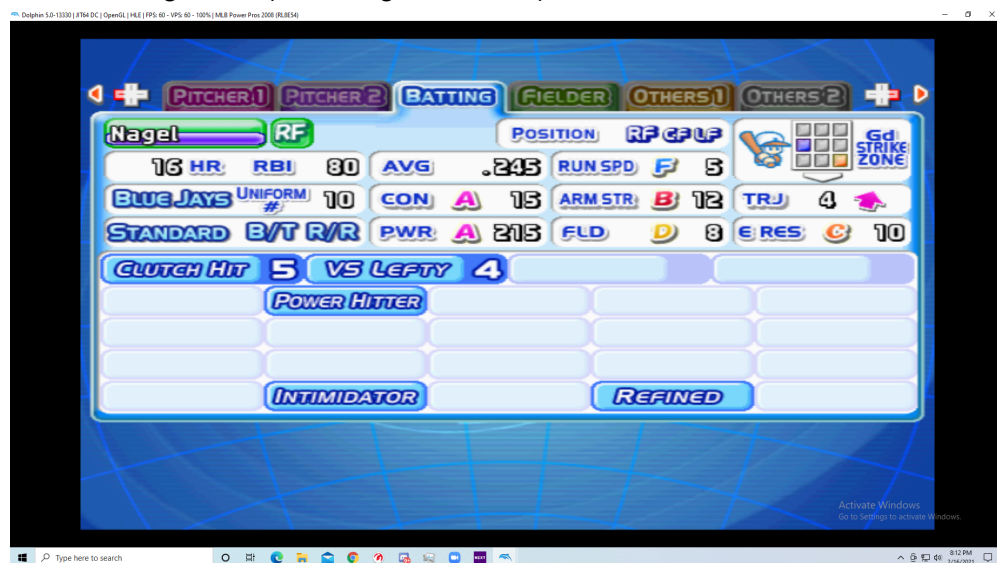 Dolphin 5.0-13330 | JIT64 DC | OpenGL | HLE | FPS: 60 - VPS: 60 - 100% | MLB Power Pros 2008 (RLBE54)
PITCHER 1 PITCHER 2 BATTING FIELDER OTHERS 1 OTHERS 2
Nagel RF POSITION RF CF LF Gd STRIKE ZONE
16 HR RBI 80 AVG .245 RUN SPD F 5
BLUE JAYS UNIFORM # 10 CON A 15 ARM STR B 12 TRJ 4
STANDARD B/T R/R PWR A 215 FLD D 8 E RES C 10
CLUTCH HIT 5 VS LEFTY 4
POWER HITTER
INTIMIDATOR REFINED
Activate Windows
Go to Settings to activate Windows.
Type here to search NEXT 8:12 PM